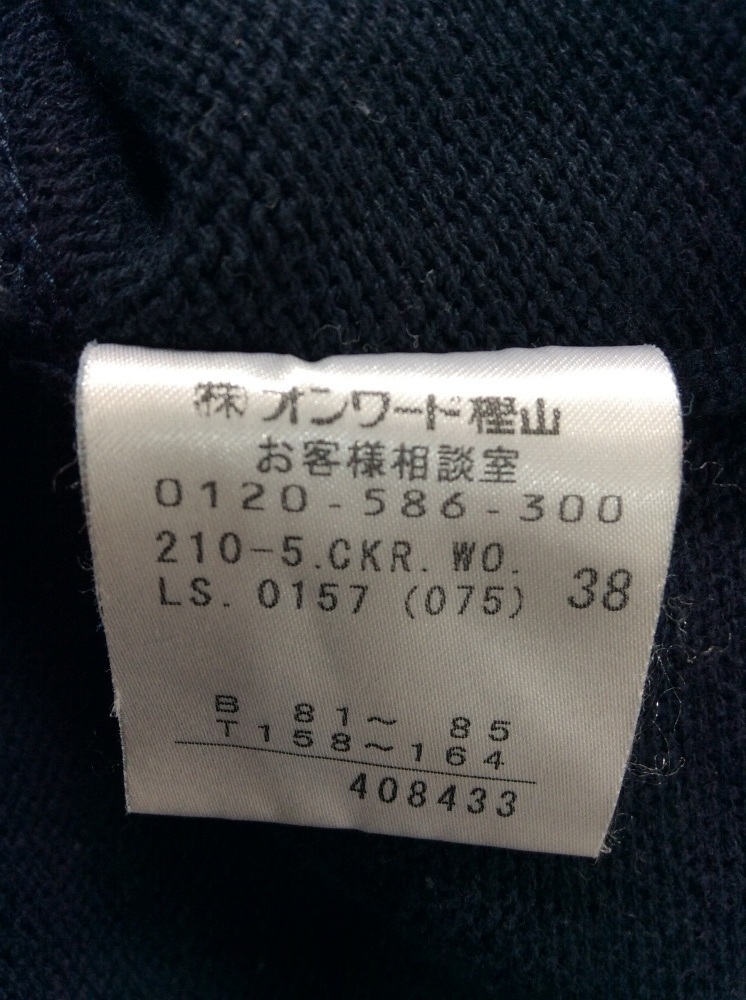 ㈱オンワード樫山
お客様相談室
0120-586-300
210-5.CKR.WO.
LS. 0157 (075) 38
B 81～ 85
T158～164
408433